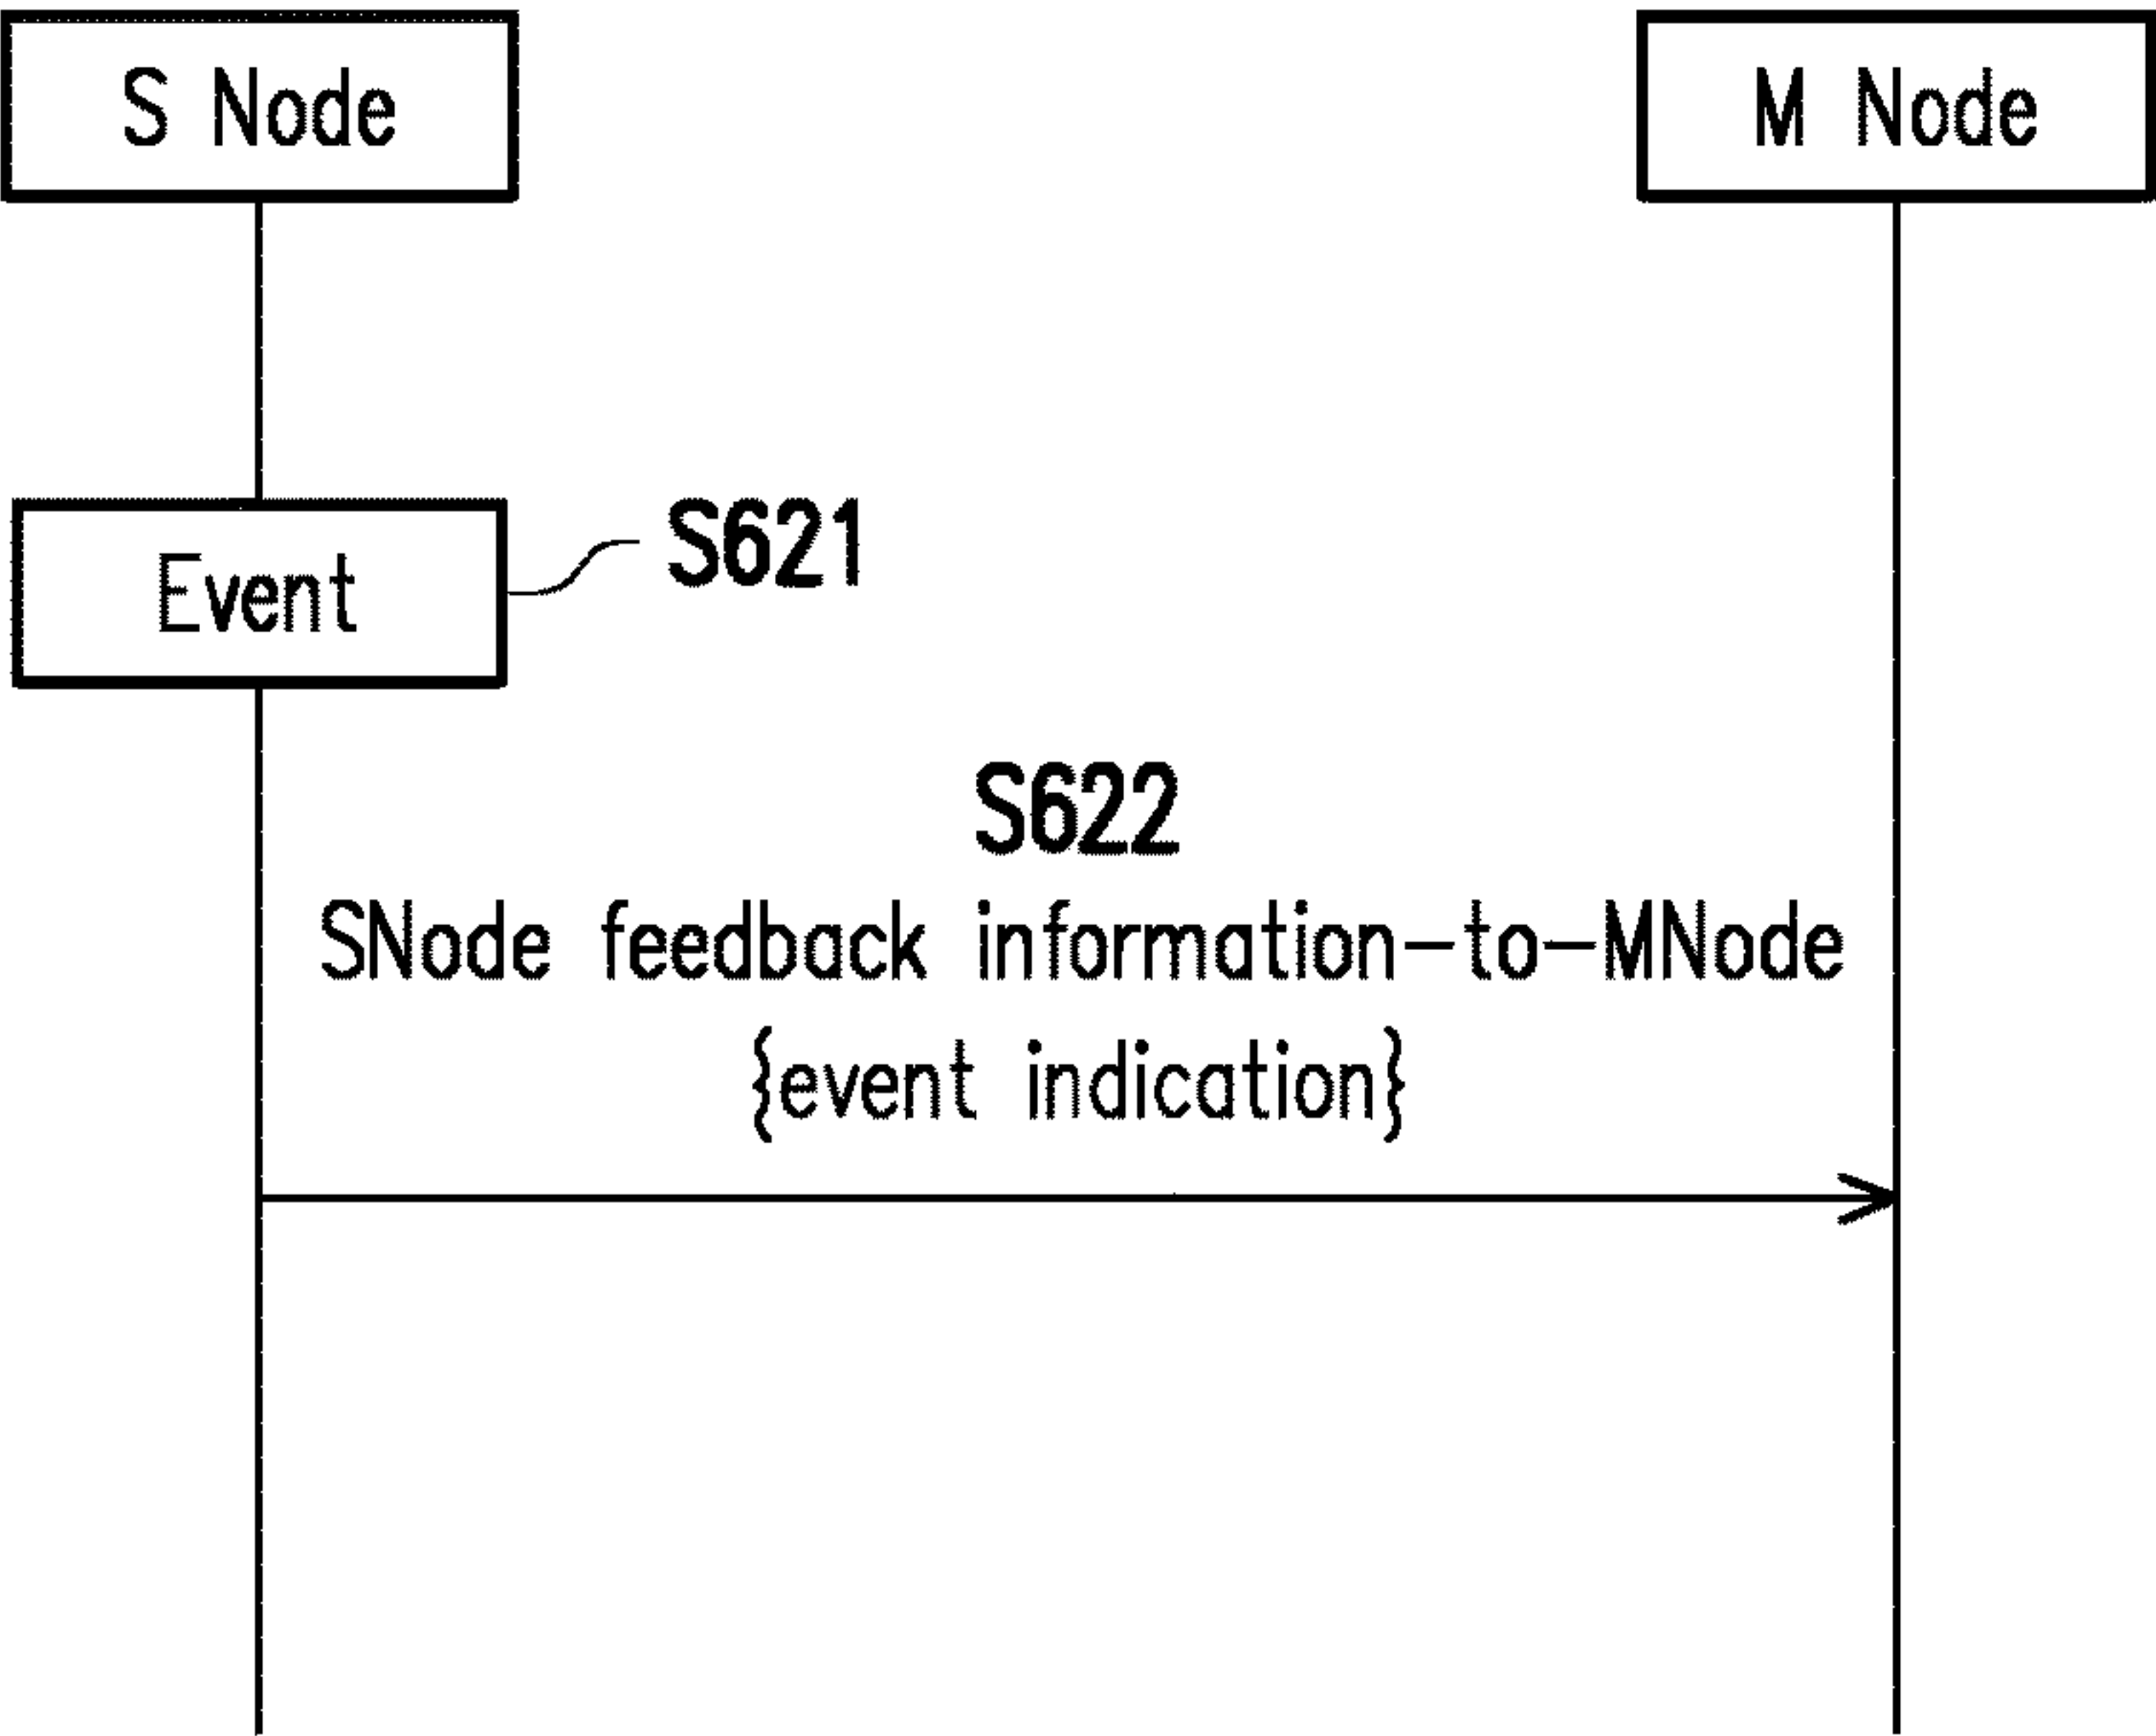 S Node
M Node
Event
S621
S622
SNode feedback information-to-MNode
{event indication}